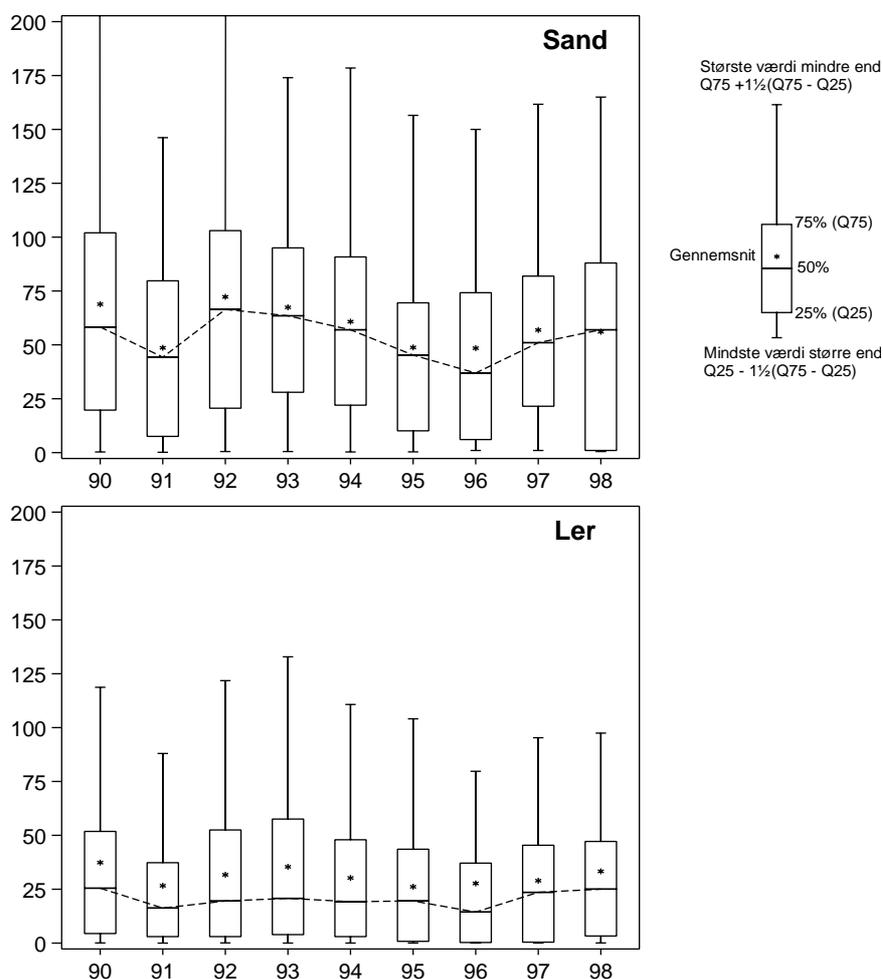 Sand
200
175
150
125
100
75
50
25
0
90 91 92 93 94 95 96 97 98
Største værdi mindre end
Q75 +1½(Q75 - Q25)
75% (Q75)
Gennemsnit
50%
25% (Q25)
Mindste værdi større end
Q25 - 1½(Q75 - Q25)
Ler
200
175
150
125
100
75
50
25
0
90 91 92 93 94 95 96 97 98